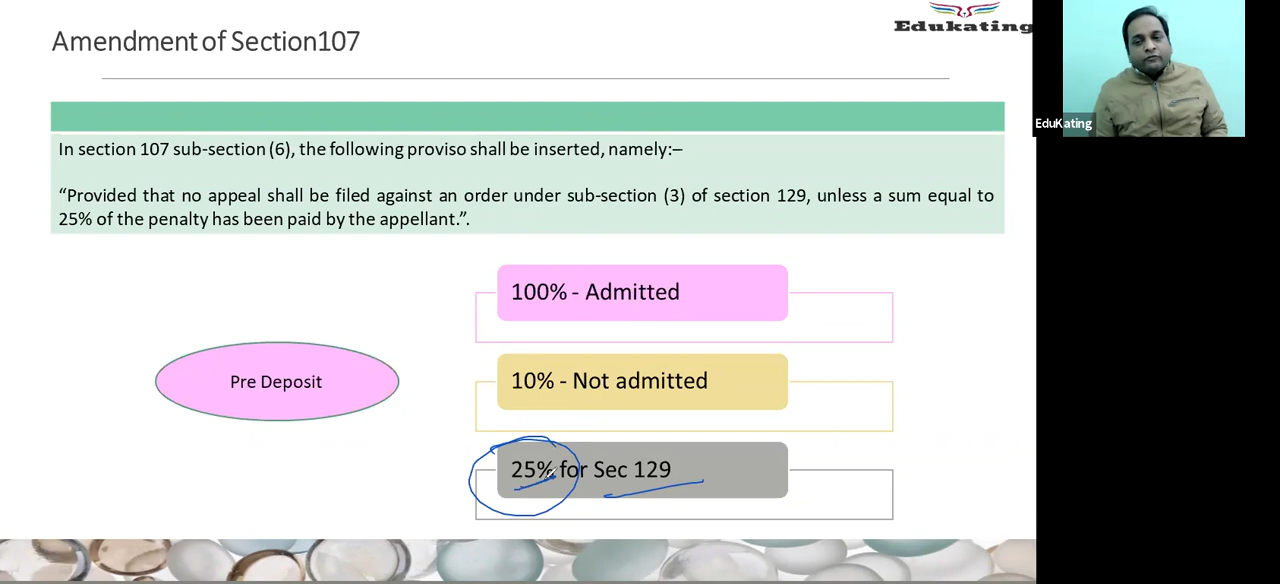 Amendment of Section107
Edukating
EduKating
In section 107 sub-section (6), the following proviso shall be inserted, namely:–
“Provided that no appeal shall be filed against an order under sub-section (3) of section 129, unless a sum equal to
25% of the penalty has been paid by the appellant.”.
100% - Admitted
Pre Deposit
10% - Not admitted
25% for Sec 129